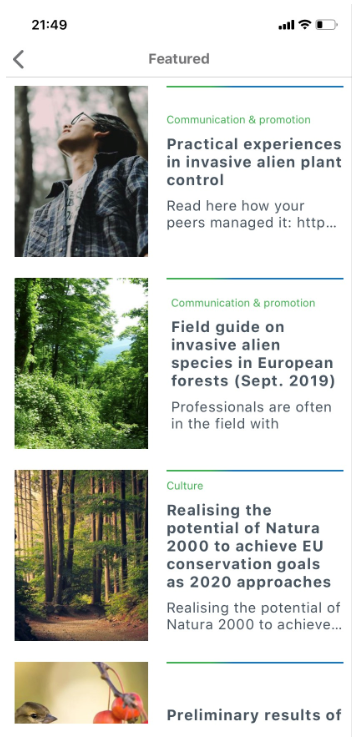 21:49
Featured
Communication & promotion
Practical experiences
in invasive alien plant
control
Read here how your
peers managed it: http...
Communication & promotion
Field guide on
invasive alien
species in European
forests (Sept. 2019)
Professionals are often
in the field with
Culture
Realising the
potential of Natura
2000 to achieve EU
conservation goals
as 2020 approaches
Realising the potential of
Natura 2000 to achieve...
Preliminary results of